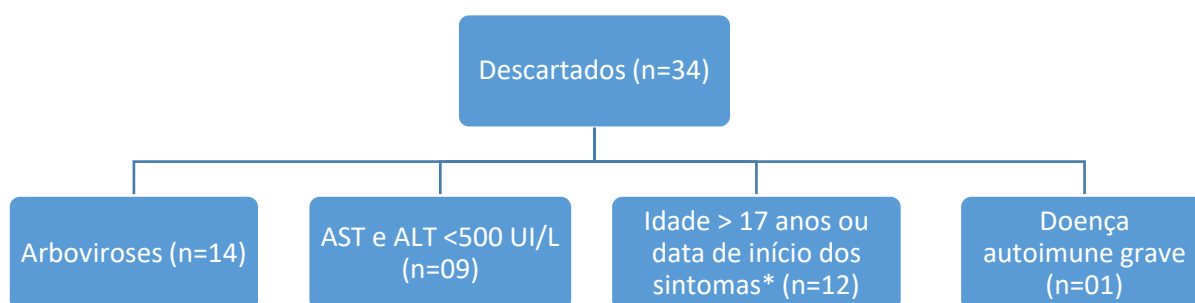 Descartados (n=34)
Arboviroses (n=14)
AST e ALT <500 UI/L
(n=09)
Idade > 17 anos ou
data de início dos
sintomas* (n=12)
Doença
autoimune grave
(n=01)